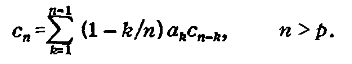 c_n = \sum_{k=1}^{n-1} (1 - k/n) a_k c_{n-k}, n > p.